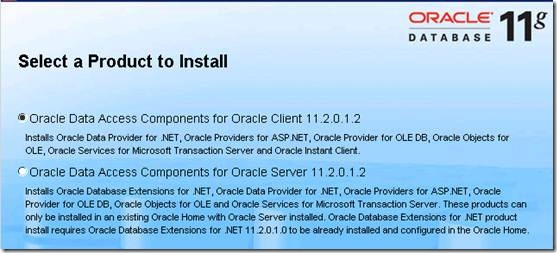 ORACLE
DATABASE 11g
Select a Product to Install
Oracle Data Access Components for Oracle Client 11.2.0.1.2
Installs Oracle Data Provider for .NET, Oracle Providers for ASP.NET, Oracle Provider for OLE DB, Oracle Objects for
OLE, Oracle Services for Microsoft Transaction Server and Oracle Instant Client.
Oracle Data Access Components for Oracle Server 11.2.0.1.2
Installs Oracle Database Extensions for .NET, Oracle Data Provider for .NET, Oracle Providers for ASP.NET, Oracle
Provider for OLE DB, Oracle Objects for OLE and Oracle Services for Microsoft Transaction Server. These products can
only be installed in an existing Oracle Home with Oracle Server installed. Oracle Database Extensions for .NET product
install requires Oracle Database Extensions for .NET 11.2.0.1.0 to be already installed and configured in the Oracle Home.